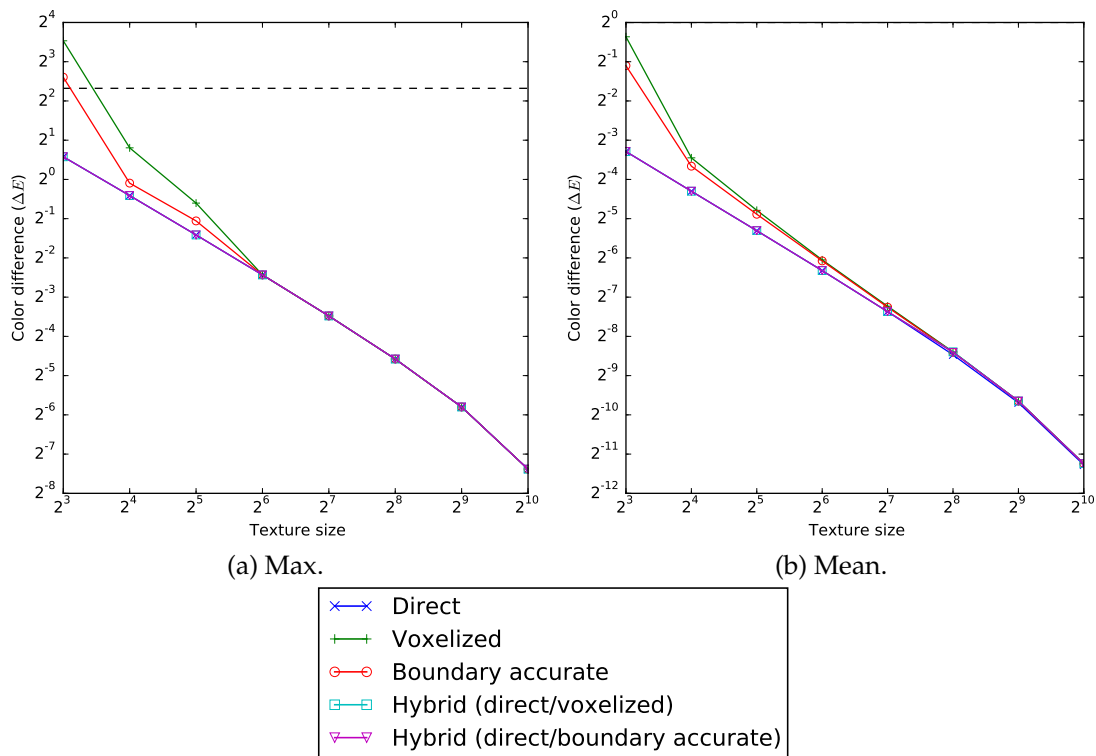 2^4
2^3
2^2
2^1
2^0
2^-1
2^-2
2^-3
2^-4
2^-5
2^-6
2^-7
2^-8
Color difference (ΔE)
2^3 2^4 2^5 2^6 2^7 2^8 2^9 2^10
Texture size
(a) Max.
2^0
2^-1
2^-2
2^-3
2^-4
2^-5
2^-6
2^-7
2^-8
2^-9
2^-10
2^-11
2^-12
Color difference (ΔE)
2^3 2^4 2^5 2^6 2^7 2^8 2^9 2^10
Texture size
(b) Mean.
Direct
Voxelized
Boundary accurate
Hybrid (direct/voxelized)
Hybrid (direct/boundary accurate)